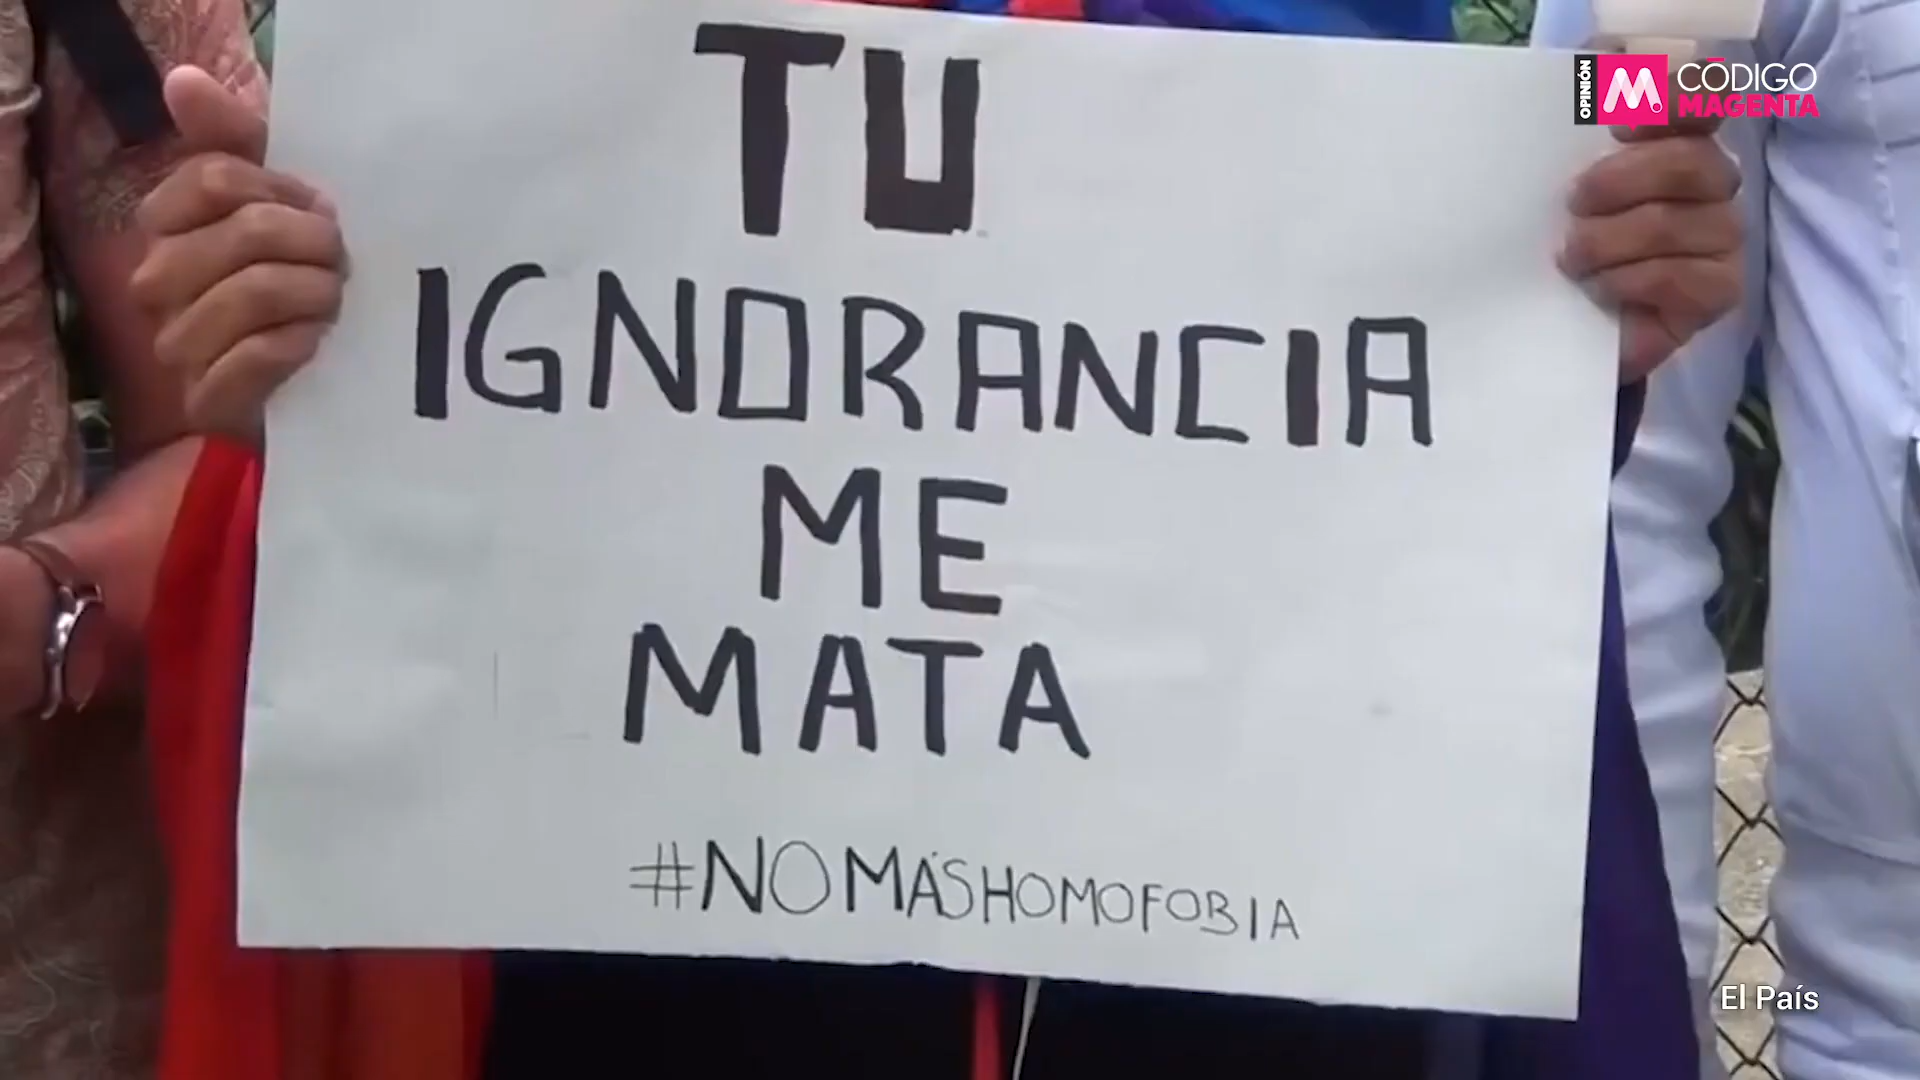 TU
IGNORANCIA
ME
MATA
#NOMÁSHOMOFOBIA
OPINIÓN
M.
CÓDIGO
MAGENTA
El País